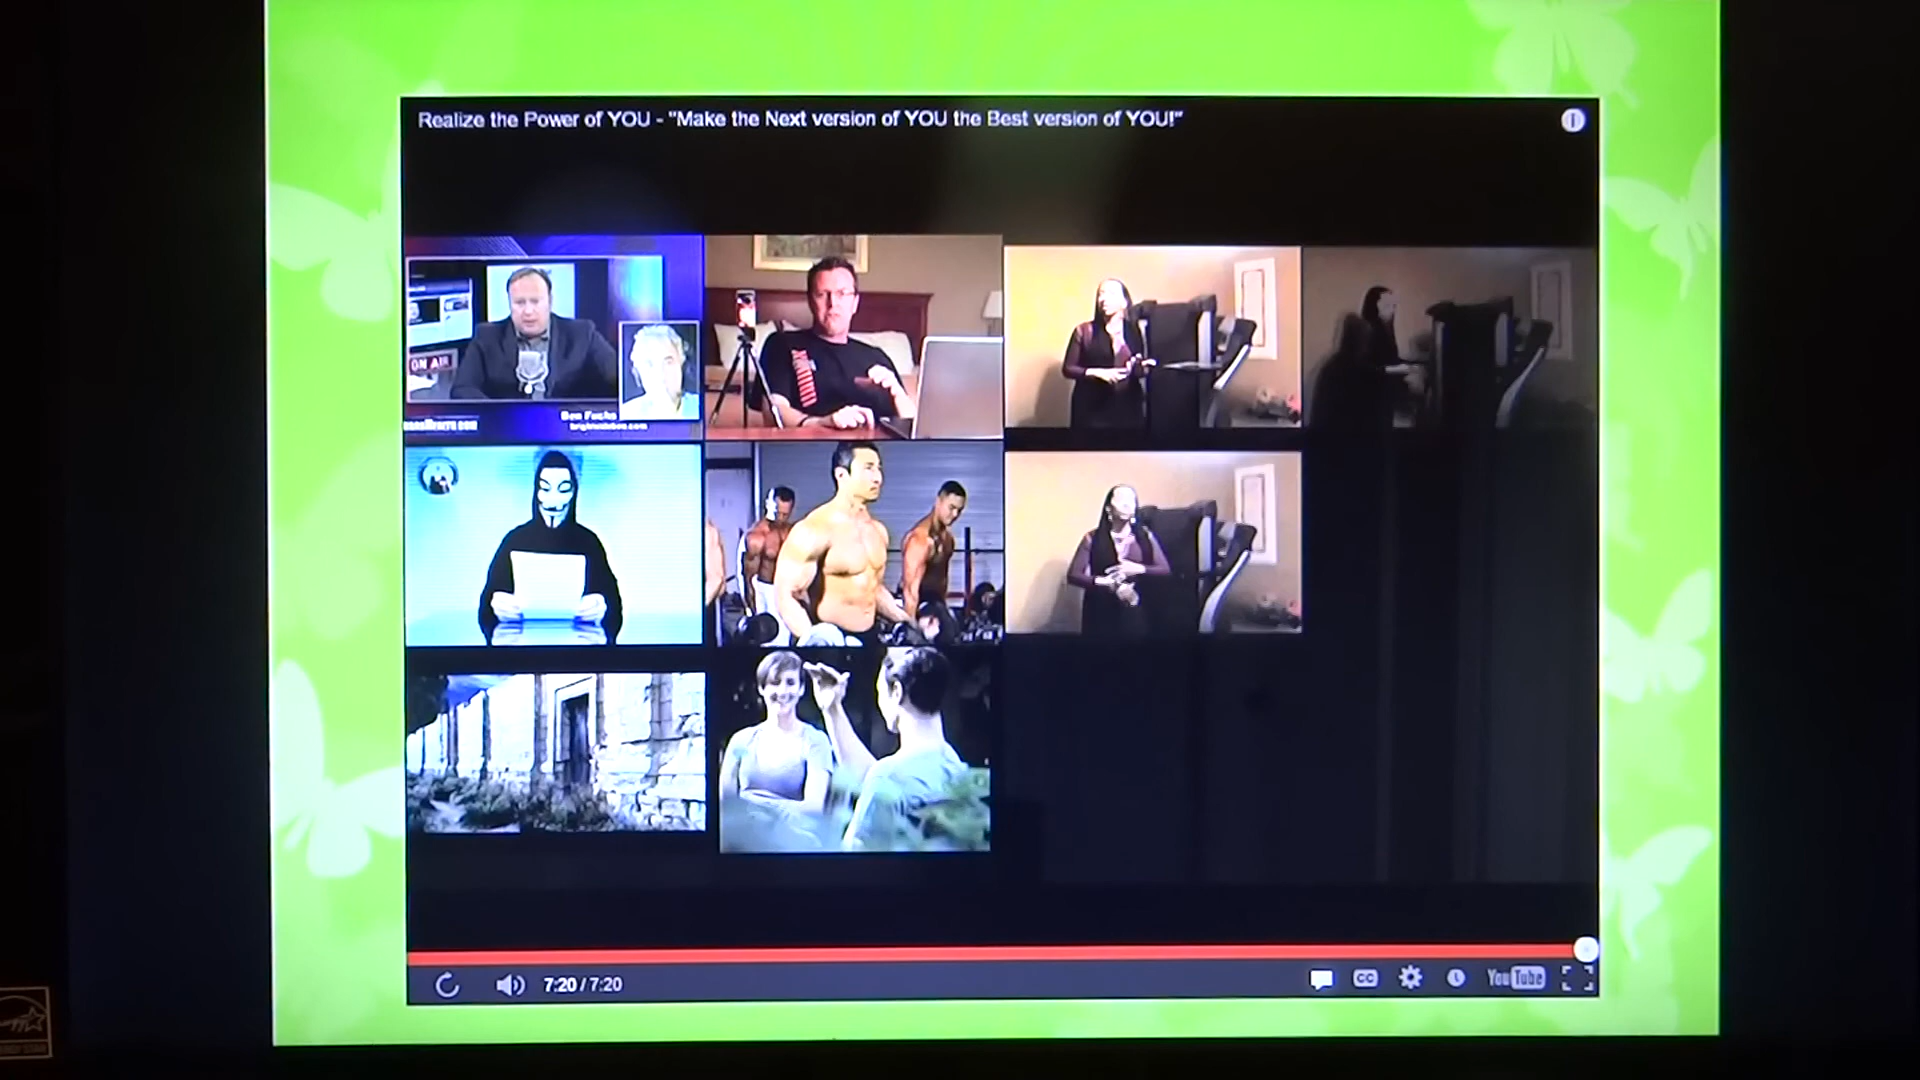 Realize the Power of YOU - "Make the Next version of YOU the Best version of YOU!"
ON AIR
Ben Fuchs
7:20 / 7:20
CC
YouTube